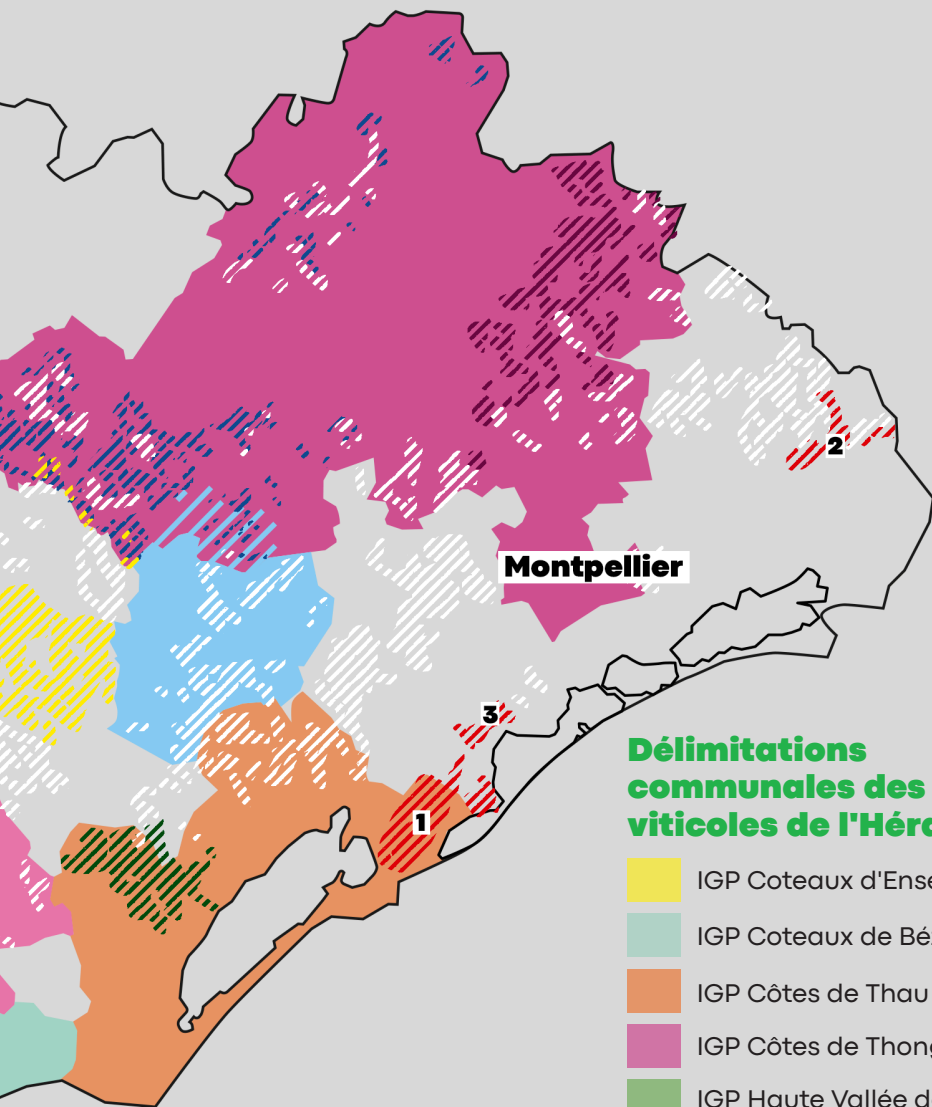 2
Montpellier
3
1
Délimitations
communales des
viticoles de l'Héra
IGP Coteaux d'Ense
IGP Coteaux de Bé
IGP Côtes de Thau
IGP Côtes de Thong
IGP Haute Vallée d